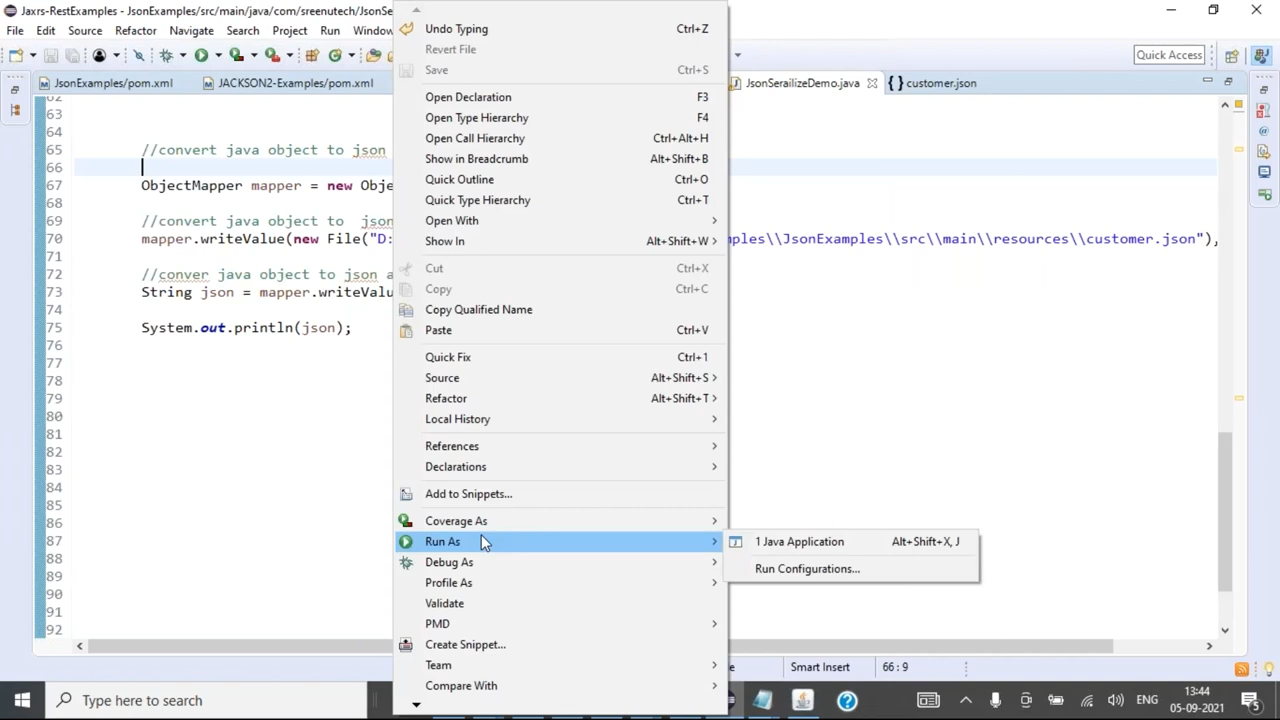 Jaxrs-RestExamples - JsonExamples/src/main/java/com/sreenutech/JsonSe
File Edit Source Refactor Navigate Search Project Run Window
Quick Access
JsonExamples/pom.xml JACKSON2-Examples/pom.xml JsonSerailizeDemo.java { } customer.json
62
63
64
65 //convert java object to json
66
67 ObjectMapper mapper = new Obje
68
69 //convert java object to json
70 mapper.writeValue(new File("D: mples\\JsonExamples\\src\\main\\resources\\customer.json"),
71
72 //conver java object to json a
73 String json = mapper.writeValu
74
75 System.out.println(json);
76
77
78
79
80
81
82
83
84
85
86
87
88
89
90
91
92
Undo Typing Ctrl+Z
Revert File
Save Ctrl+S
Open Declaration F3
Open Type Hierarchy F4
Open Call Hierarchy Ctrl+Alt+H
Show in Breadcrumb Alt+Shift+B
Quick Outline Ctrl+O
Quick Type Hierarchy Ctrl+T
Open With
Show In Alt+Shift+W
Cut Ctrl+X
Copy Ctrl+C
Copy Qualified Name
Paste Ctrl+V
Quick Fix Ctrl+1
Source Alt+Shift+S
Refactor Alt+Shift+T
Local History
References
Declarations
Add to Snippets...
Coverage As
Run As
Debug As
Profile As
Validate
PMD
Create Snippet...
Team
Compare With
1 Java Application Alt+Shift+X, J
Run Configurations...
Smart Insert 66 : 9
Type here to search
ENG
13:44
05-09-2021
5